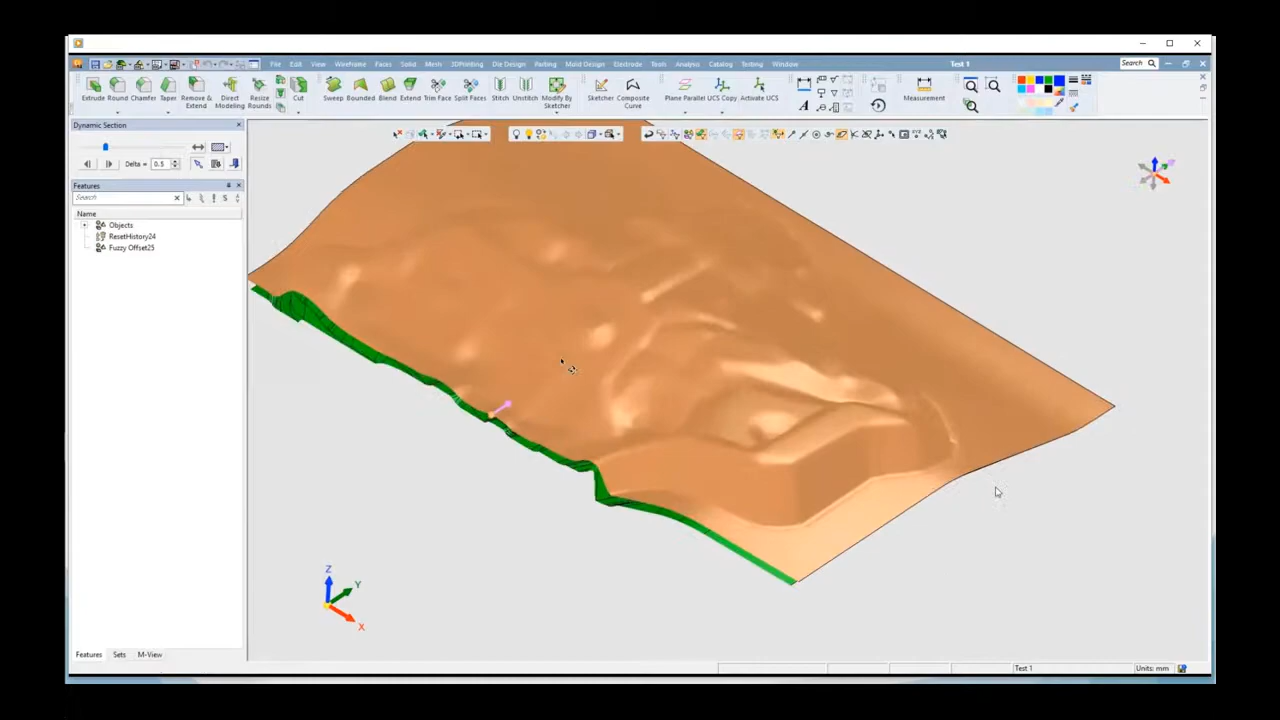 File Edit View Wireframe Faces Solid Mesh 3DPrinting Die Design Parting Mold Design Electrode Tools Analysis Catalog Testing Window Test 1 Search
Extrude Round Chamfer Taper Remove & Extend Direct Modeling Resize Rounds Cut Sweep Bounded Blend Extend Trim Face Split Faces Stitch Unstitch Modify By Sketcher Sketcher Composite Curve Plane Parallel UCS Copy Activate UCS Measurement
Dynamic Section
Delta = 0.5
Features
Search
Name
Objects
ResetHistory24
Fuzzy Offset25
Z
Y
X
Features Sets M-View
Test 1 Units: mm